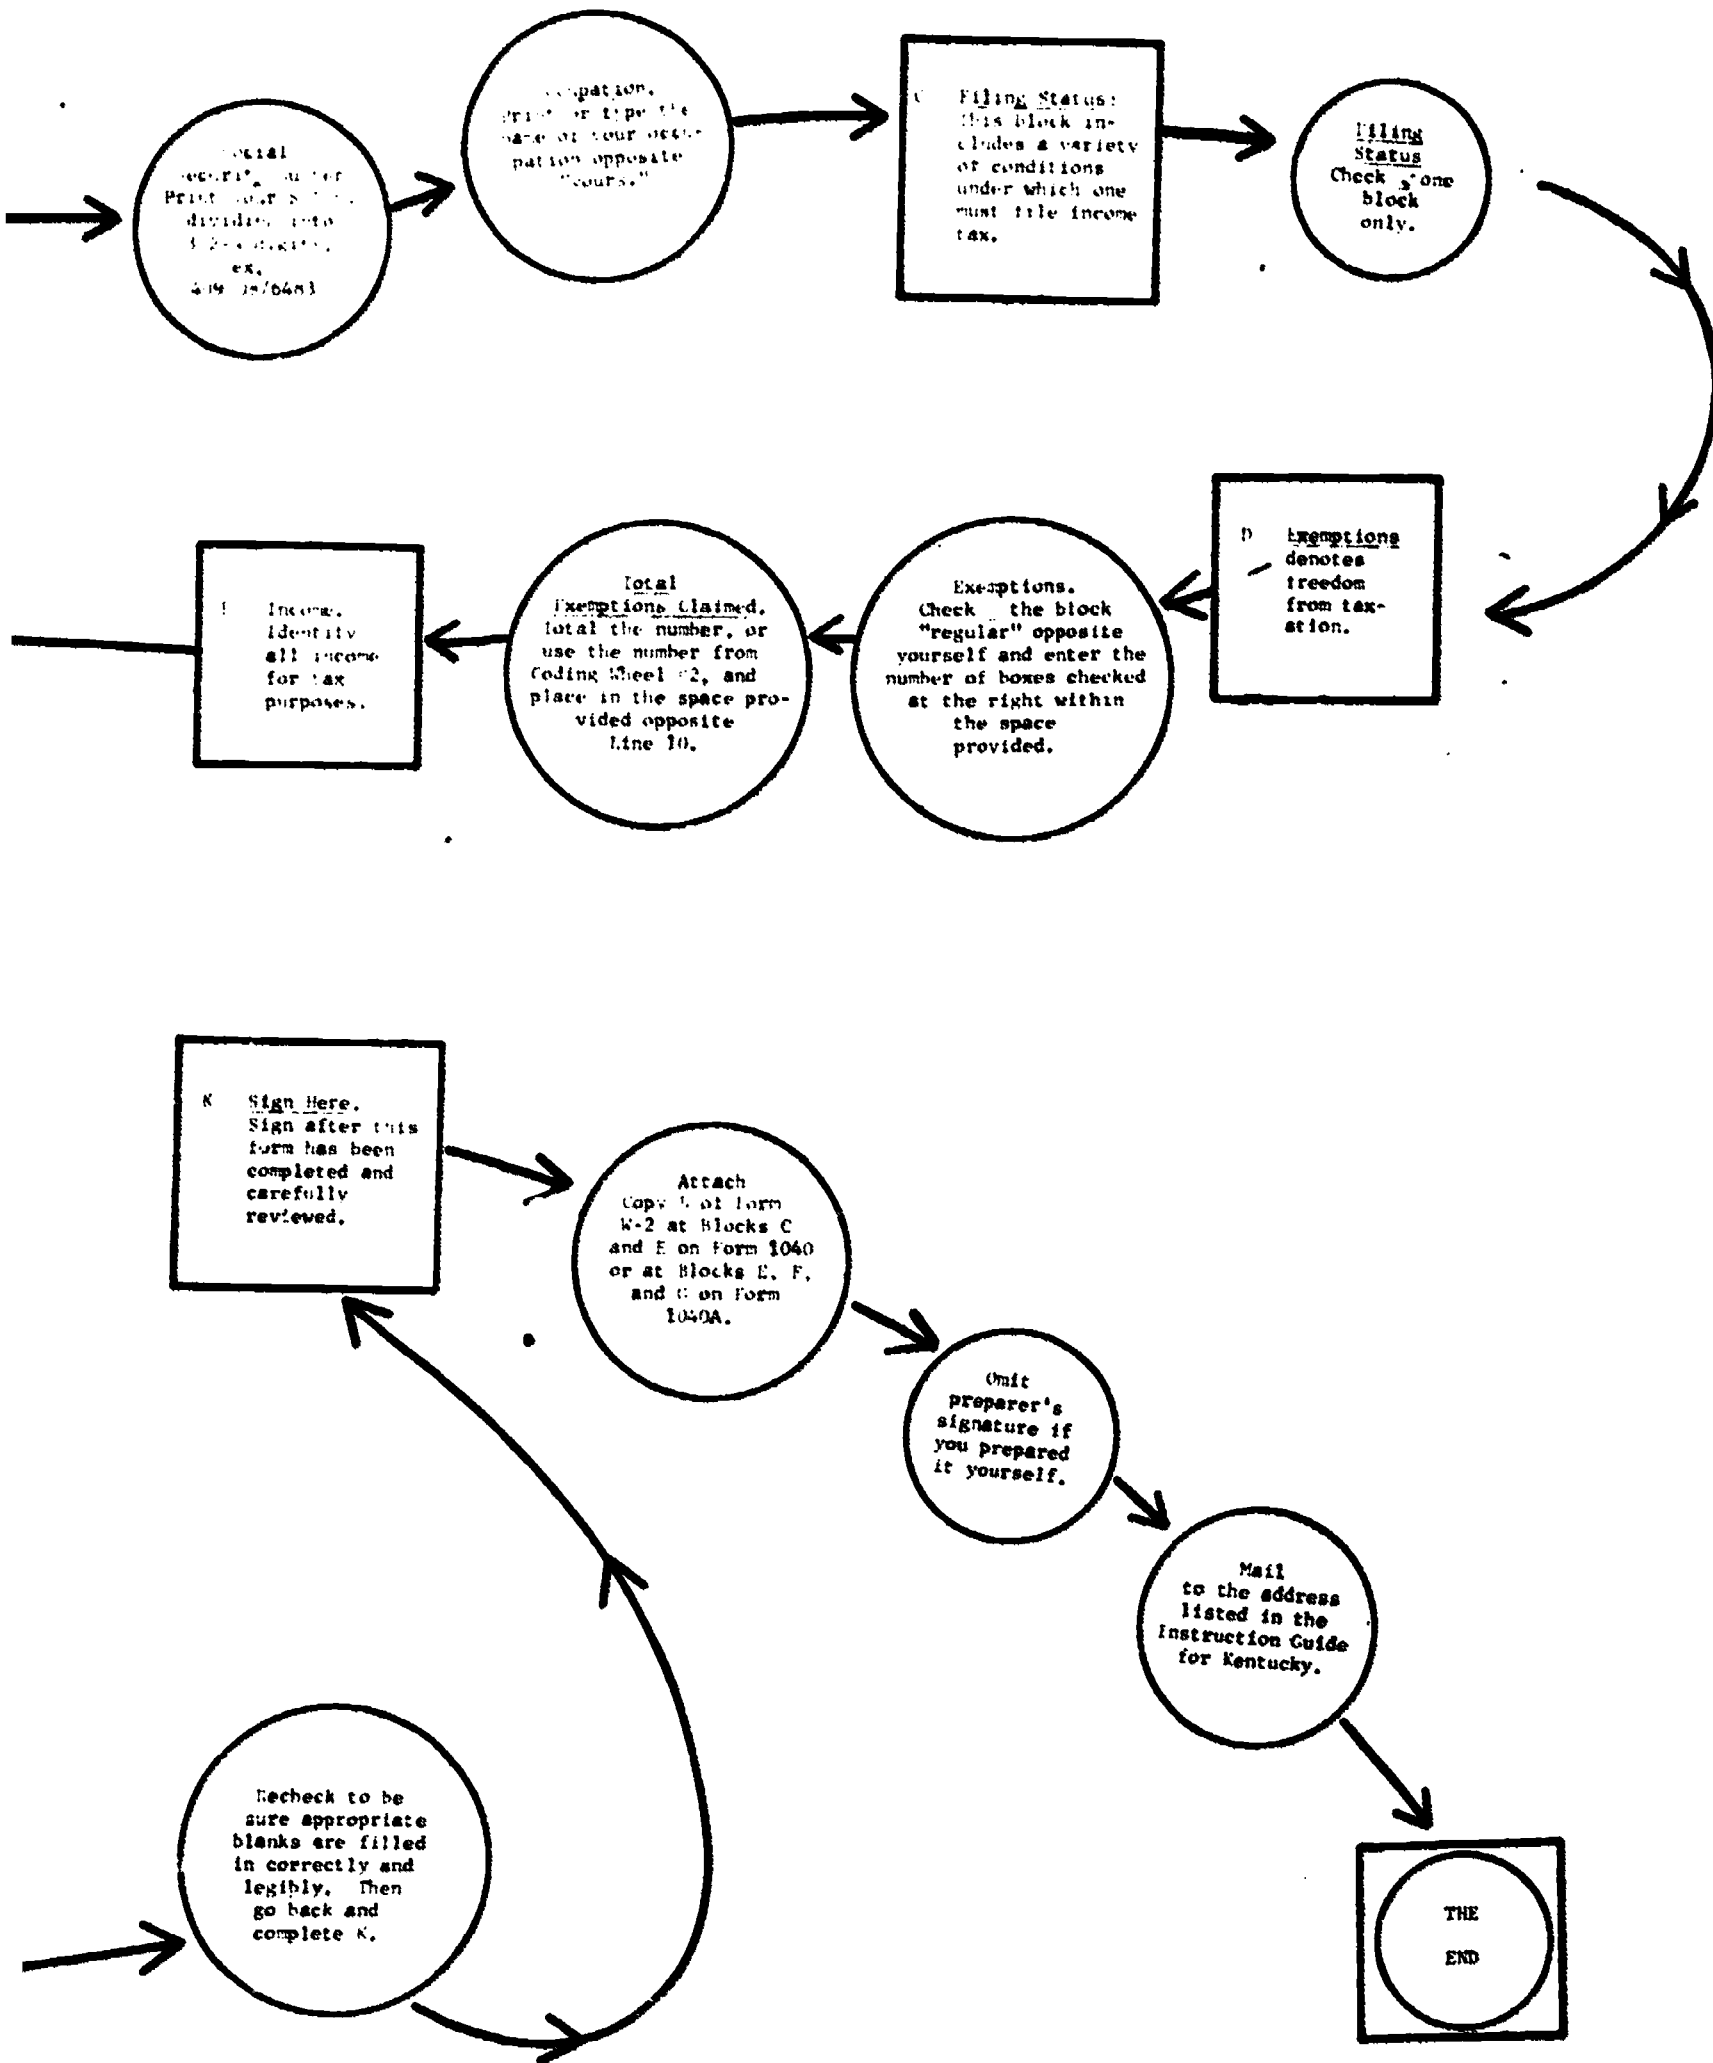 Print
dividing into
ex.
Print or type the
name of your occu-
pation opposite
"yours."
C Filing Status:
This block in-
cludes a variety
of conditions
under which one
must file income
tax.
Filing
Status
Check one
block
only.
D Exemptions
denotes
freedom
from tax-
ation.
Exemptions.
Check the block
"regular" opposite
yourself and enter the
number of boxes checked
at the right within
the space
provided.
Total
Exemptions Claimed.
Total the number, or
use the number from
Coding Wheel #2, and
place in the space pro-
vided opposite
Line 10.
Income.
Identify
all income
for tax
purposes.
K Sign Here.
Sign after this
form has been
completed and
carefully
reviewed.
Attach
Copy of Form
W-2 at Blocks C
and E on Form 1040
or at Blocks E, F,
and G on Form
1040A.
Omit
preparer's
signature if
you prepared
it yourself.
Mail
to the address
listed in the
Instruction Guide
for Kentucky.
Recheck to be
sure appropriate
blanks are filled
in correctly and
legibly. Then
go back and
complete K.
THE
END